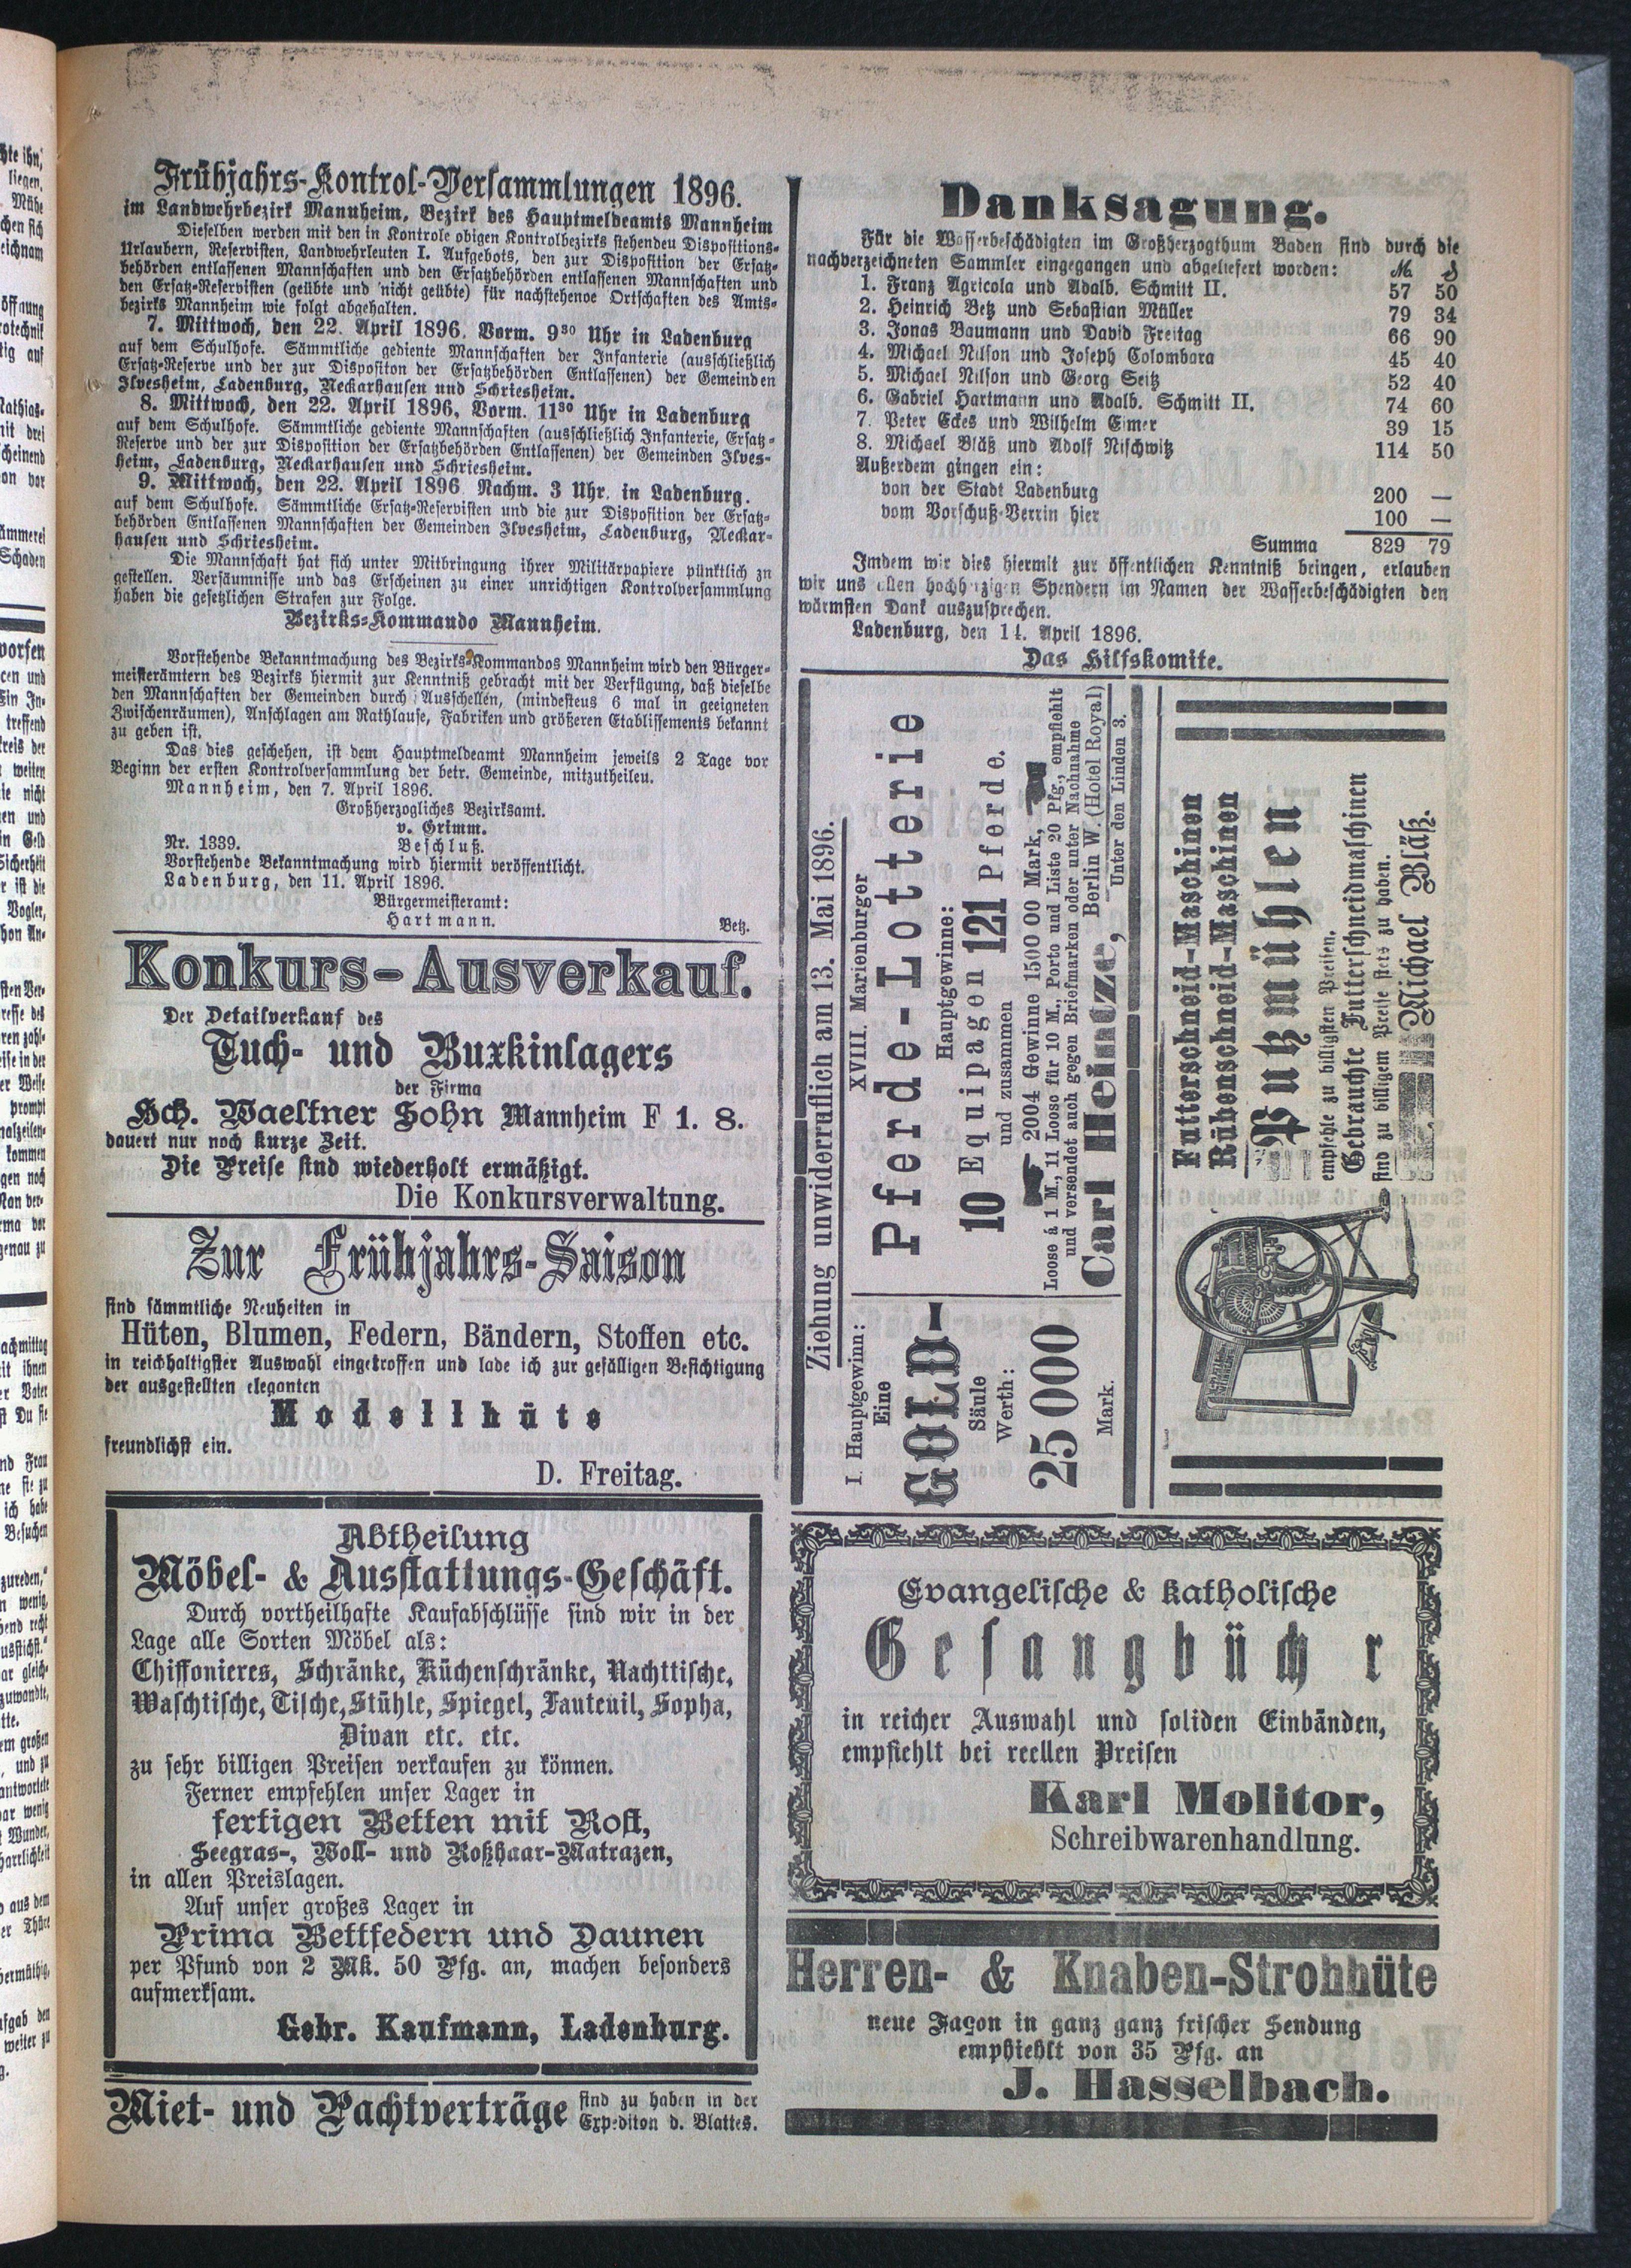 Frühjahrs-Kontrol-Versammlungen 1896.
im Landwehrbezirk Mannheim, Bezirk des Hauptmeldeamts Mannheim
Dieselben werden mit den in Kontrole obigen Kontrolbezirks stehenden Dispositions-
Urlaubern, Reservisten, Landwehrleuten I. Aufgebots, den zur Disposition der Ersatz-
behörden entlassenen Mannschaften und den Ersatzbehörden entlassenen Mannschaften und
den Ersatz-Reservisten (geübte und nicht geübte) für nachstehende Ortschaften des Amts-
bezirks Mannheim wie folgt abgehalten.
7. Mittwoch, den 22. April 1896. Vorm. 9³⁰ Uhr in Ladenburg
auf dem Schulhofe. Sämmtliche gediente Mannschaften der Infanterie (ausschließlich
Ersatz-Reserve und der zur Dispositon der Ersatzbehörden Entlassenen) der Gemeinden
Ilvesheim, Ladenburg, Neckarhausen und Schriesheim.
8. Mittwoch, den 22. April 1896, Vorm. 11³⁰ Uhr in Ladenburg
auf dem Schulhofe. Sämmtliche gediente Mannschaften (ausschließlich Infanterie, Ersatz-
Reserve und der zur Disposition der Ersatzbehörden Entlassenen) der Gemeinden Ilves-
heim, Ladenburg, Neckarhausen und Schriesheim.
9. Mittwoch, den 22. April 1896 Nachm. 3 Uhr, in Ladenburg.
auf dem Schulhofe. Sämmtliche Ersatz-Reservisten und die zur Disposition der Ersatz-
behörden Entlassenen Mannschaften der Gemeinden Ilvesheim, Ladenburg, Neckar-
hausen und Schriesheim.
Die Mannschaft hat sich unter Mitbringung ihrer Militärpapiere pünktlich zu
gestellen. Versäumnisse und das Erscheinen zu einer unrichtigen Kontrolversammlung
haben die gesetzlichen Strafen zur Folge.
Bezirks-Kommando Mannheim.
Vorstehende Bekanntmachung des Bezirks-Kommandos Mannheim wird den Bürger-
meisterämtern des Bezirks hiermit zur Kenntniß gebracht mit der Verfügung, daß dieselbe
den Mannschaften der Gemeinden durch Ausschellen, (mindesteus 6 mal in geeigneten
Zwischenräumen), Anschlagen am Rathlause, Fabriken und größeren Etablissements bekannt
zu geben ist.
Das dies geschehen, ist dem Hauptmeldeamt Mannheim jeweils 2 Tage vor
Beginn der ersten Kontrolversammlung der betr. Gemeinde, mitzutheilen.
Mannheim, den 7. April 1896.
Großherzogliches Bezirksamt.
v. Grimm.
Nr. 1339. Beschluß.
Vorstehende Bekanntmachung wird hiermit veröffentlicht.
Ladenburg, den 11. April 1896.
Bürgermeisteramt:
Hartmann. Betz.
Konkurs-Ausverkauf.
Der Detailverkauf des
Tuch- und Buxkinlagers
der Firma
Sch. Waeltner Sohn Mannheim F 1. 8.
dauert nur noch kurze Zeit.
Die Preise sind wiederholt ermäßigt.
Die Konkursverwaltung.
Zur Frühjahrs-Saison
sind sämmtliche Neuheiten in
Hüten, Blumen, Federn, Bändern, Stoffen etc.
in reichhaltigster Auswahl eingetroffen und lade ich zur gefälligen Besichtigung
der ausgestellten eleganten
Modellhüte
freundlichst ein.
D. Freitag.
Abtheilung
Möbel- & Ausstattungs-Geschäft.
Durch vortheilhafte Kaufabschlüsse sind wir in der
Lage alle Sorten Möbel als:
Chiffonieres, Schränke, Küchenschränke, Nachttische,
Waschtische, Tische, Stühle, Spiegel, Fauteuil, Sopha,
Divan etc. etc.
zu sehr billigen Preisen verkaufen zu können.
Ferner empfehlen unser Lager in
fertigen Betten mit Rost,
Seegras-, Woll- und Roßhaar-Matrazen,
in allen Preislagen.
Auf unser großes Lager in
Prima Bettfedern und Daunen
per Pfund von 2 Mk. 50 Pfg. an, machen besonders
aufmerksam.
Gebr. Kaufmann, Ladenburg.
Miet- und Pachtverträge sind zu haben in der
Expediton d. Blattes.
Danksagung.
Für die Wasserbeschädigten im Großherzogthum Baden sind durch die
nachverzeichneten Sammler eingegangen und abgeliefert worden: M. ₰
1. Franz Agricola und Adalb. Schmitt II. 57 50
2. Heinrich Betz und Sebastian Müller 79 34
3. Jonas Baumann und David Freitag 66 90
4. Michael Nilson und Joseph Colombara 45 40
5. Michael Nilson und Georg Seitz 52 40
6. Gabriel Hartmann und Adalb. Schmitt II. 74 60
7. Peter Eckes und Wilhelm Eimer 39 15
8. Michael Bläß und Adolf Nischwitz 114 50
Außerdem gingen ein:
von der Stadt Ladenburg 200 —
vom Vorschuß-Verein hier 100 —
Summa 829 79
Imdem wir dies hiermit zur öffentlichen Kenntniß bringen, erlauben
wir uns allen hochherzigen Spendern im Namen der Wasserbeschädigten den
wärmsten Dank auszusprechen.
Ladenburg, den 14. April 1896.
Das Hilfskomite.
Ziehung unwiderruflich am 13. Mai 1896.
I. Hauptgewinn:
Eine
GOLD-
Säule
Werth:
25 000
Mark.
XVIII. Marienburger
Pferde-Lotterie
Hauptgewinne:
10 Equipagen 121 Pferde.
und zusammen
2004 Gewinne 1500 00 Mark,
Loose á 1 M., 11 Loose für 10 M., Porto und Liste 20 Pfg., empfiehlt
und versendet auch gegen Briefmarken oder unter Nachnahme
Carl Heintze, Berlin W. (Hotel Royal)
Unter den Linden 3.
Futterschneid-Maschinen
Rübenschneid-Maschinen
Putzmühlen
empfehle zu billigsten Preisen.
Gebrauchte Futterschneidmaschinen
sind zu billigem Preise stets zu haben.
Michael Bläß.
Evangelische & katholische
Gesangbüch r
in reicher Auswahl und soliden Einbänden,
empfiehlt bei reellen Preisen
Karl Molitor,
Schreibwarenhandlung.
Herren- & Knaben-Strohhüte
neue Façon in ganz ganz frischer Sendung
emphiehlt von 35 Pfg. an
J. Hasselbach.